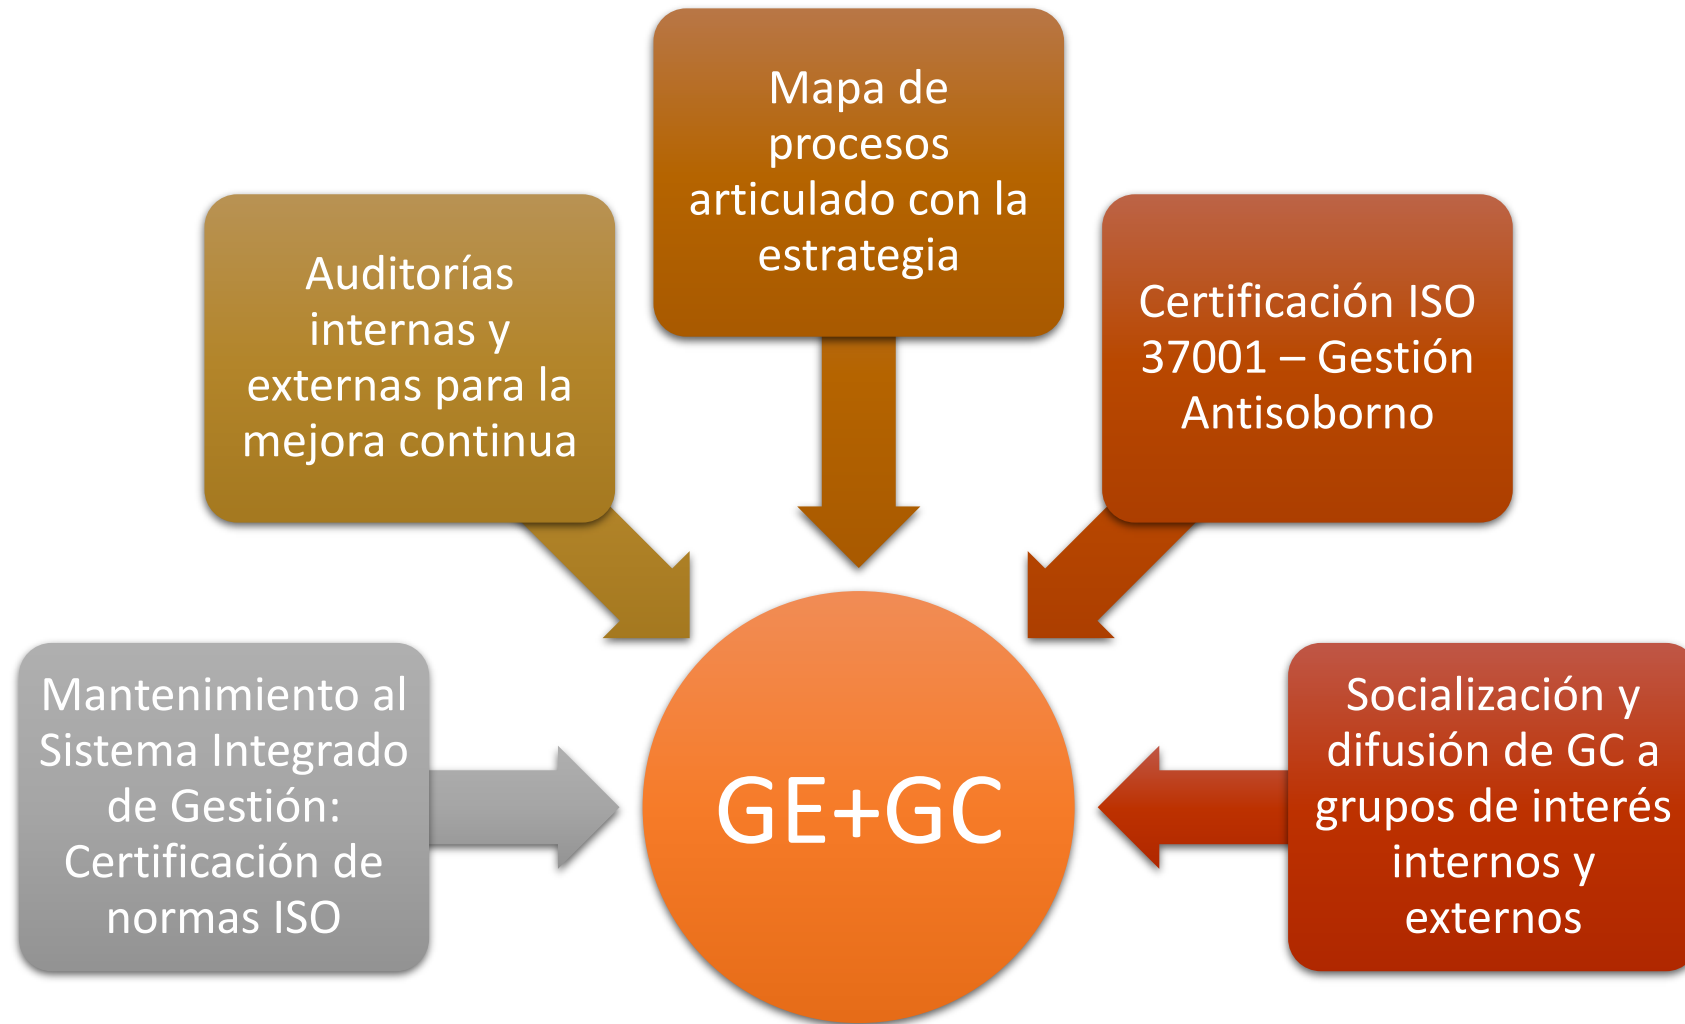 Mapa de
procesos
articulado con la
estrategia
Auditorías
internas y
externas para la
mejora continua
Certificación ISO
37001 – Gestión
Antisoborno
Mantenimiento al
Sistema Integrado
de Gestión:
Certificación de
normas ISO
GE+GC
Socialización y
difusión de GC a
grupos de interés
internos y
externos